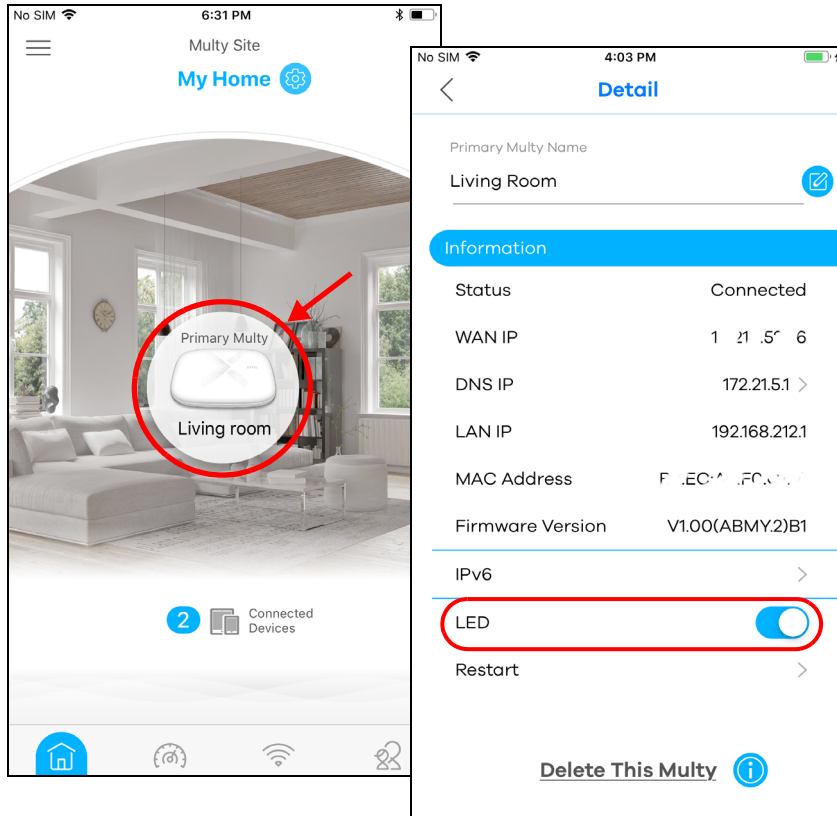 No SIM 6:31 PM
Multy Site
My Home
Primary Multy
Living room
2 Connected
Devices
No SIM 4:03 PM
Detail
Primary Multy Name
Living Room
Information
Status Connected
WAN IP
DNS IP 172.21.5.1
LAN IP 192.168.212.1
MAC Address
Firmware Version V1.00(ABMY.2)B1
IPv6
LED
Restart
Delete This Multy